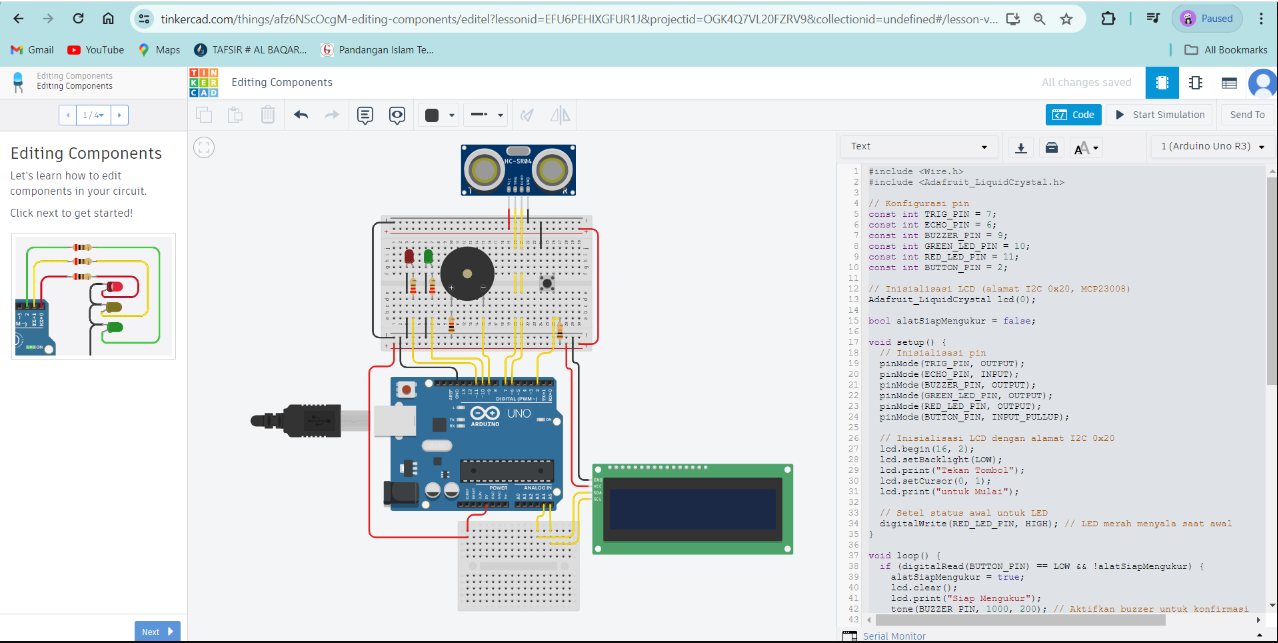 tinkercad.com/things/afz6NScOcgM-editing-components/editel?lessonid=EFU6PEHIXGFUR1J&projectid=OGK4Q7VL20FZRV9&collectionid=undefined#/lesson-v...
Paused
Gmail
YouTube
Maps
TAFSIR # AL BAQAR...
Pandangan Islam Te...
All Bookmarks
Editing Components
Editing Components
TINKERCAD
Editing Components
All changes saved
1/4
Code
Start Simulation
Send To
Editing Components
Let's learn how to edit
components in your circuit.
Click next to get started!
Next
HC-SR04
DIGITAL (PWM~)
UNO
ARDUINO
POWER
ANALOG IN
Text
1 (Arduino Uno R3)
1 #include <Wire.h>
2 #include <Adafruit_LiquidCrystal.h>
3
4 // Konfigurasi pin
5 const int TRIG_PIN = 7;
6 const int ECHO_PIN = 6;
7 const int BUZZER_PIN = 9;
8 const int GREEN_LED_PIN = 10;
9 const int RED_LED_PIN = 11;
10 const int BUTTON_PIN = 2;
11
12 // Inisialisasi LCD (alamat I2C 0x20, MCP23008)
13 Adafruit_LiquidCrystal lcd(0);
14
15 bool alatSiapMengukur = false;
16
17 void setup() {
18 // Inisialisasi pin
19 pinMode(TRIG_PIN, OUTPUT);
20 pinMode(ECHO_PIN, INPUT);
21 pinMode(BUZZER_PIN, OUTPUT);
22 pinMode(GREEN_LED_PIN, OUTPUT);
23 pinMode(RED_LED_PIN, OUTPUT);
24 pinMode(BUTTON_PIN, INPUT_PULLUP);
25
26 // Inisialisasi LCD dengan alamat I2C 0x20
27 lcd.begin(16, 2);
28 lcd.setBacklight(LOW);
29 lcd.print("Tekan Tombol");
30 lcd.setCursor(0, 1);
31 lcd.print("untuk Mulai");
32
33 // Setel status awal untuk LED
34 digitalWrite(RED_LED_PIN, HIGH); // LED merah menyala saat awal
35 }
36
37 void loop() {
38 if (digitalRead(BUTTON_PIN) == LOW && !alatSiapMengukur) {
39 alatSiapMengukur = true;
40 lcd.clear();
41 lcd.print("Siap Mengukur");
42 tone(BUZZER_PIN, 1000, 200); // Aktifkan buzzer untuk konfirmasi
43
Serial Monitor